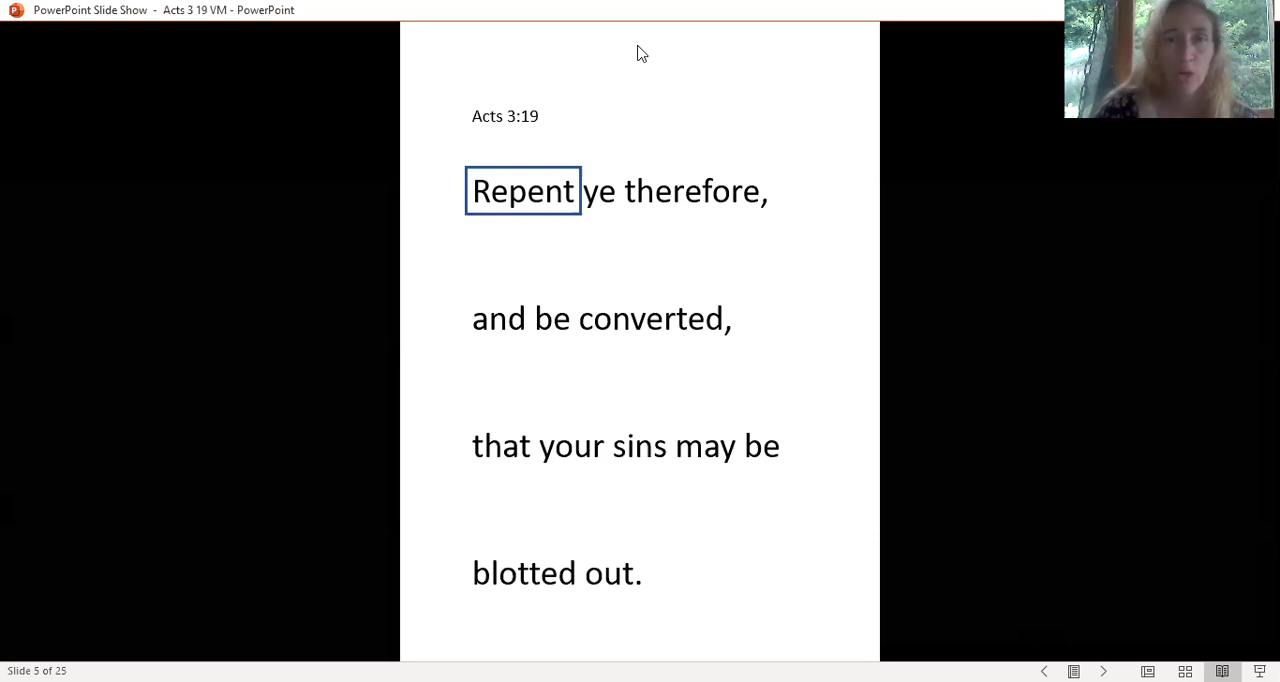 PowerPoint Slide Show - Acts 3 19 VM - PowerPoint
Acts 3:19
Repent ye therefore,
and be converted,
that your sins may be
blotted out.
Slide 5 of 25